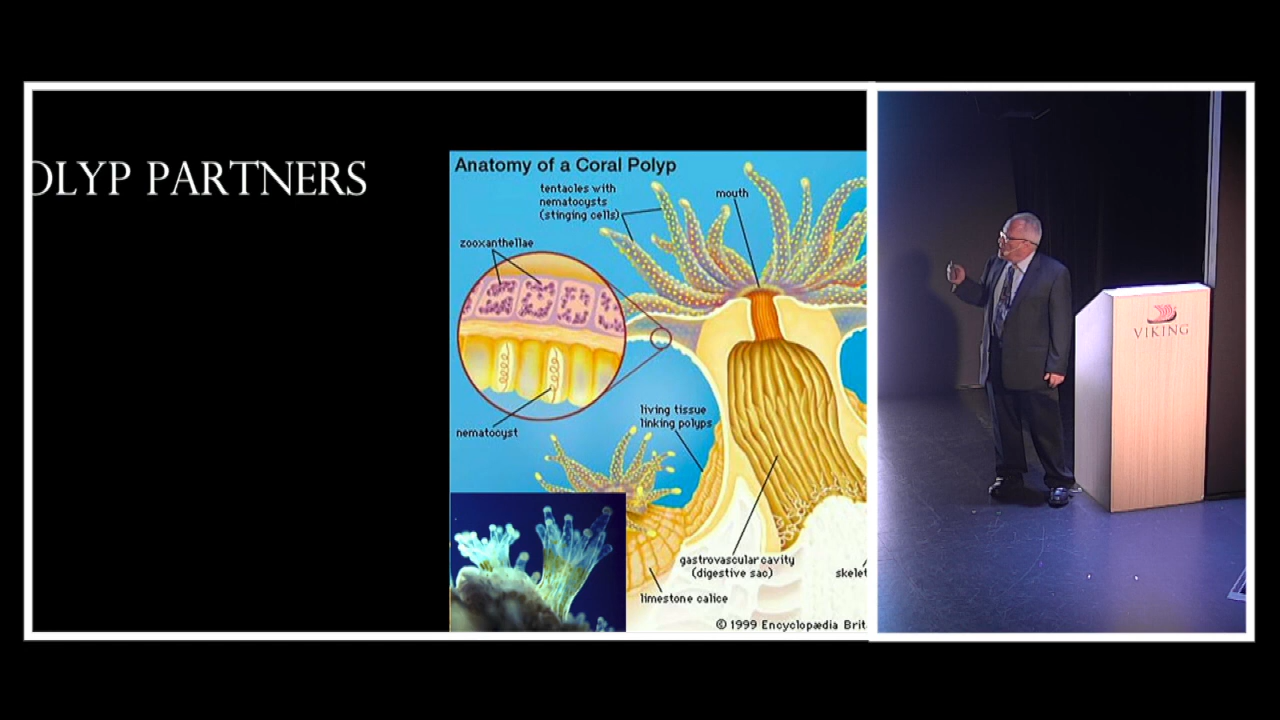 OLYP PARTNERS
Anatomy of a Coral Polyp
tentacles with
nematocysts
(stinging cells)
mouth
zooxanthellae
nematocyst
living tissue
linking polyps
gastrovascular cavity
(digestive sac)
skelet
limestone calice
© 1999 Encyclopædia Brit
VIKING